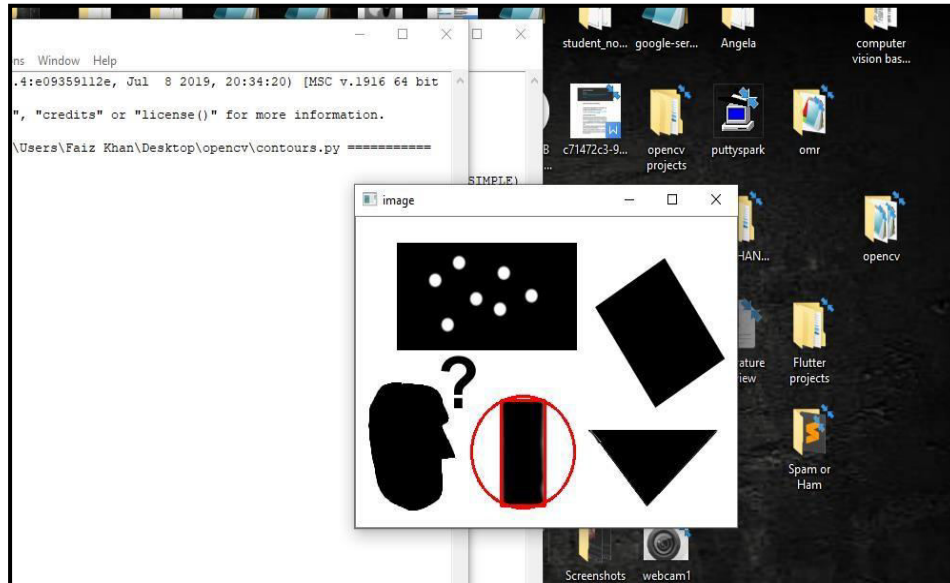 ns Window Help
.4:e09359112e, Jul 8 2019, 20:34:20) [MSC v.1916 64 bit
", "credits" or "license()" for more information.
\Users\Faiz Khan\Desktop\opencv\contours.py ===========
SIMPLE)
image
?
student_no... google-ser... Angela computer
vision bas...
c71472c3-9... opencv
projects puttyspark omr
HAN... opencv
ature
iew Flutter
projects
Spam or
Ham
Screenshots webcam1